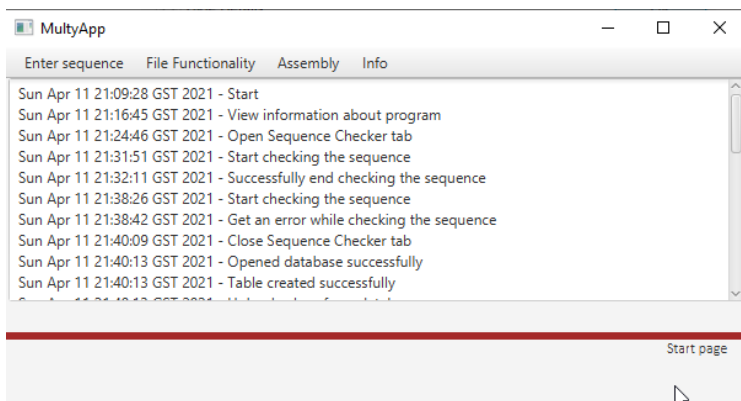 MultyApp
Enter sequence File Functionality Assembly Info
Sun Apr 11 21:09:28 GST 2021 - Start
Sun Apr 11 21:16:45 GST 2021 - View information about program
Sun Apr 11 21:24:46 GST 2021 - Open Sequence Checker tab
Sun Apr 11 21:31:51 GST 2021 - Start checking the sequence
Sun Apr 11 21:32:11 GST 2021 - Successfully end checking the sequence
Sun Apr 11 21:38:26 GST 2021 - Start checking the sequence
Sun Apr 11 21:38:42 GST 2021 - Get an error while checking the sequence
Sun Apr 11 21:40:09 GST 2021 - Close Sequence Checker tab
Sun Apr 11 21:40:13 GST 2021 - Opened database successfully
Sun Apr 11 21:40:13 GST 2021 - Table created successfully
Start page